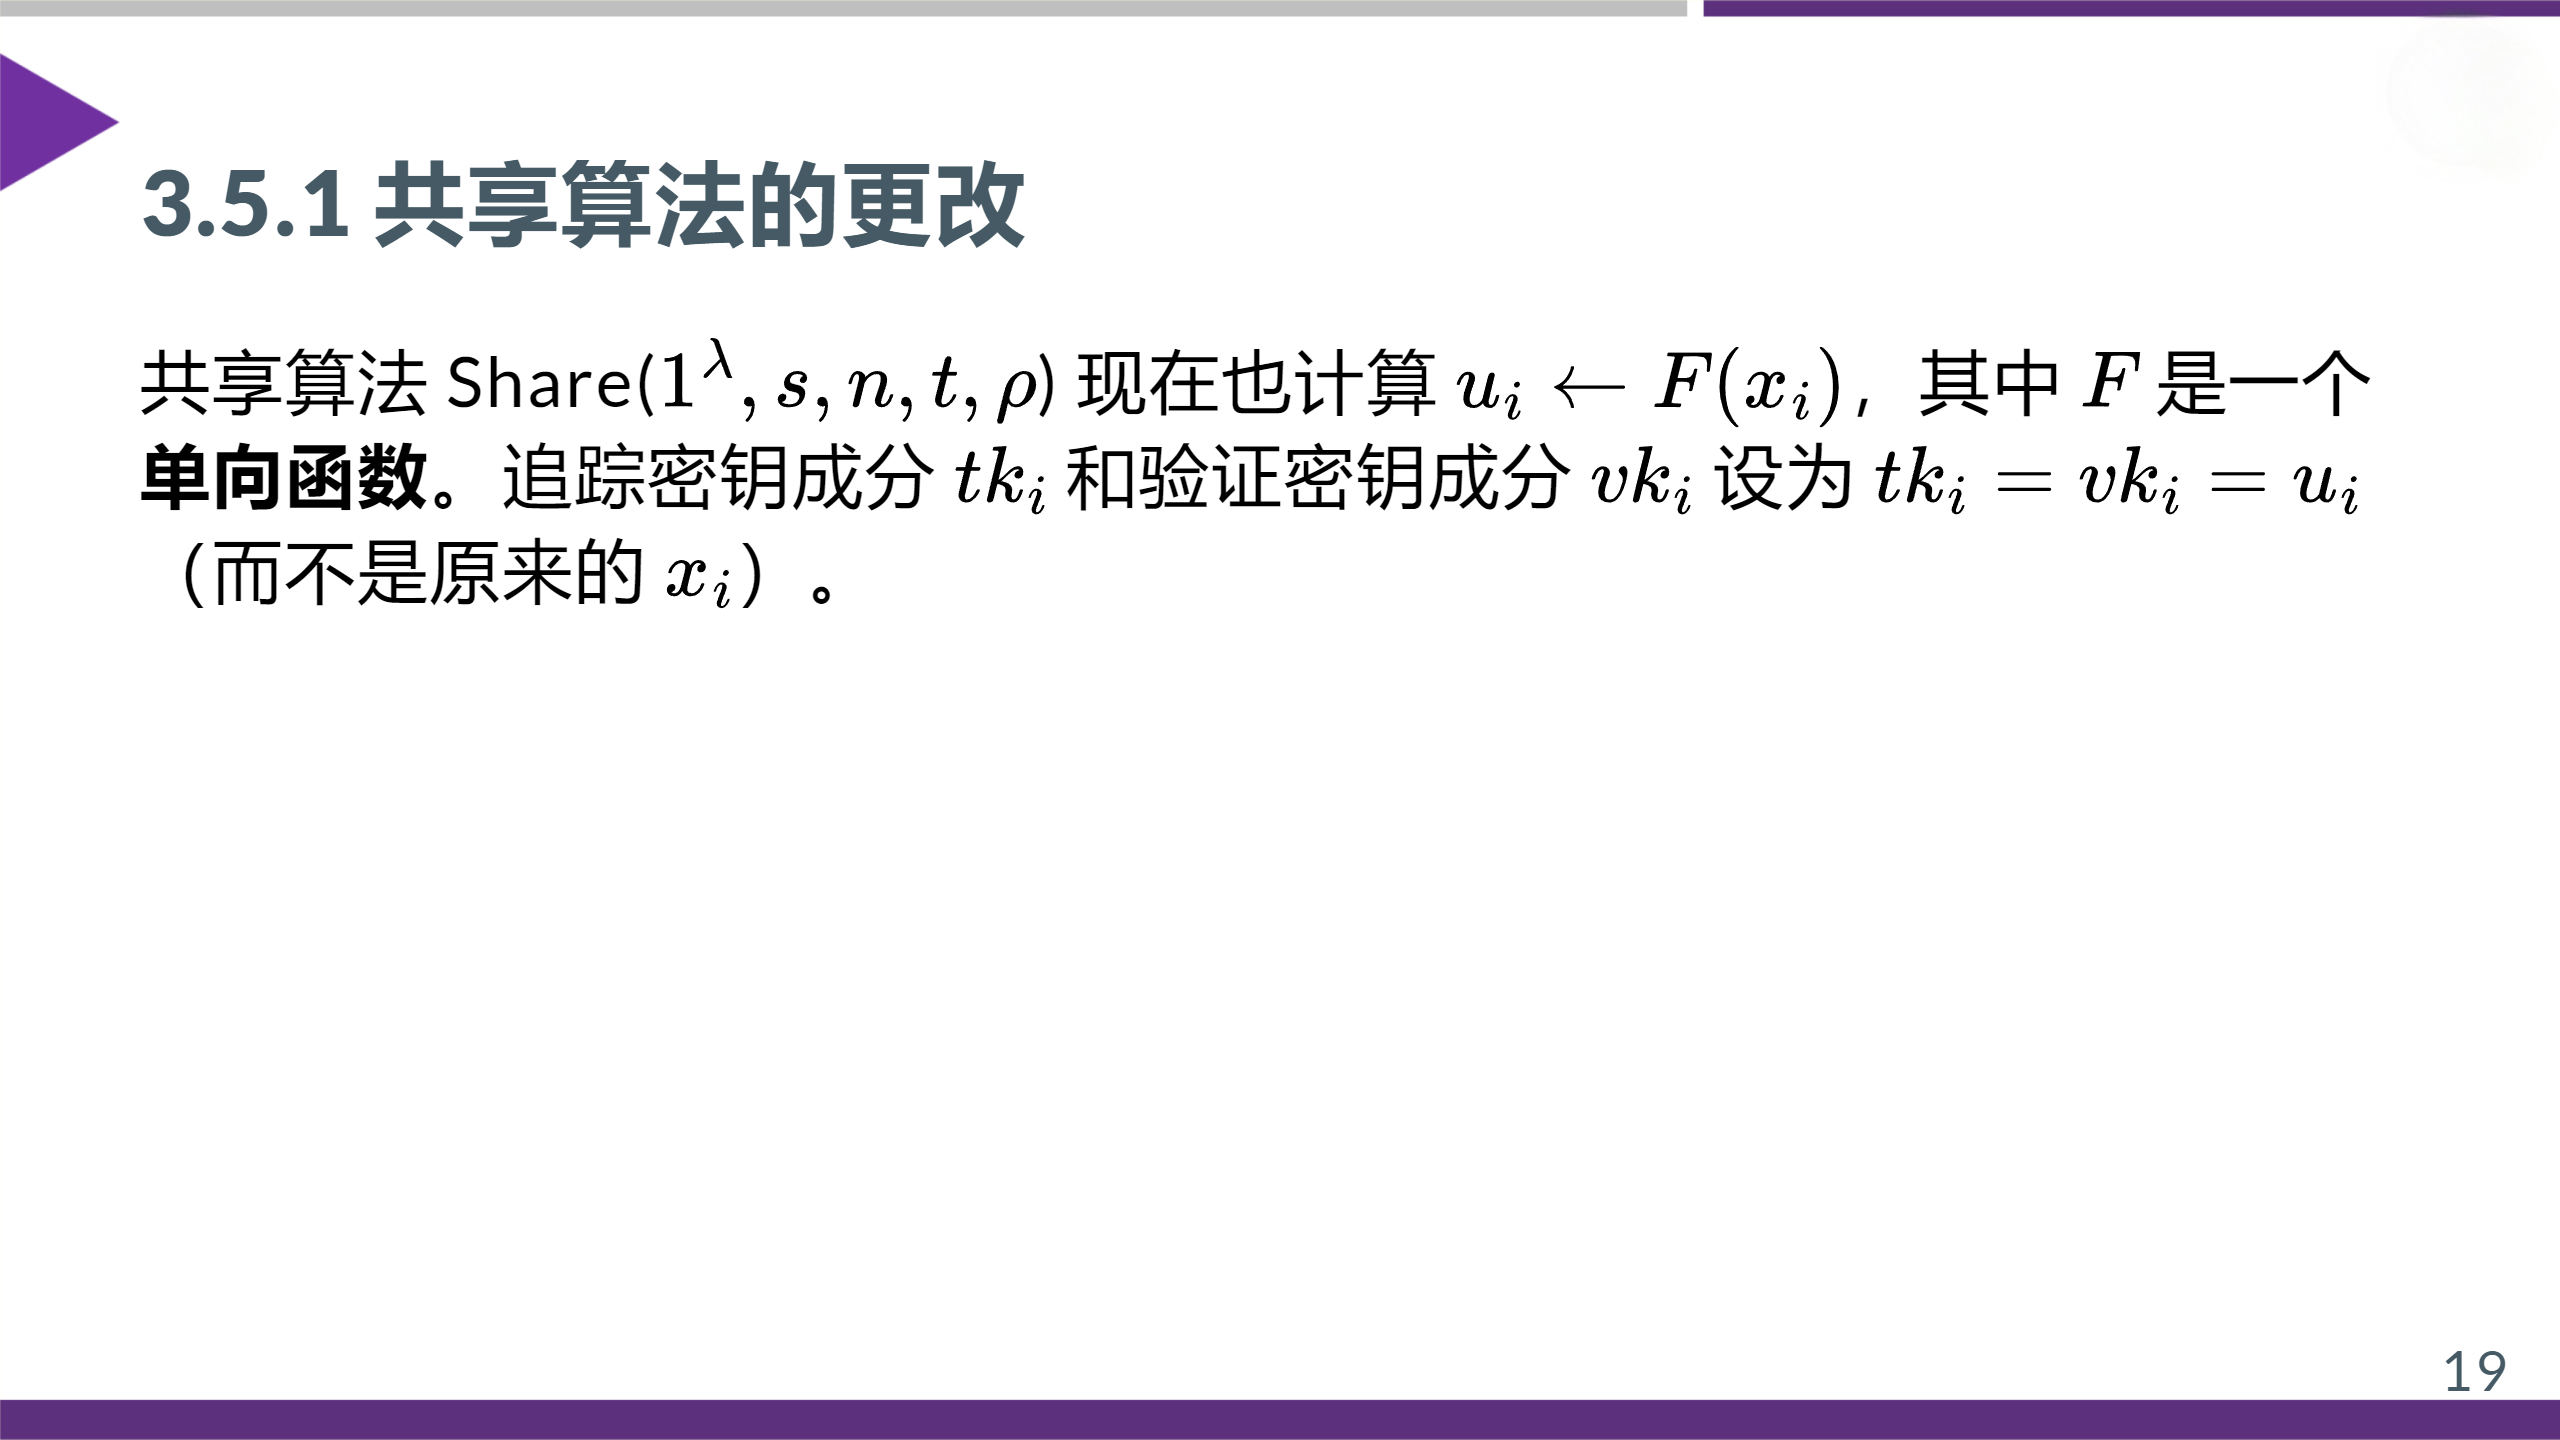 3.5.1 共享算法的更改
共享算法 Share(1^λ, s, n, t, ρ) 现在也计算 u_i ← F(x_i)，其中 F 是一个
单向函数。追踪密钥成分 tk_i 和验证密钥成分 vk_i 设为 tk_i = vk_i = u_i
（而不是原来的 x_i）。
19